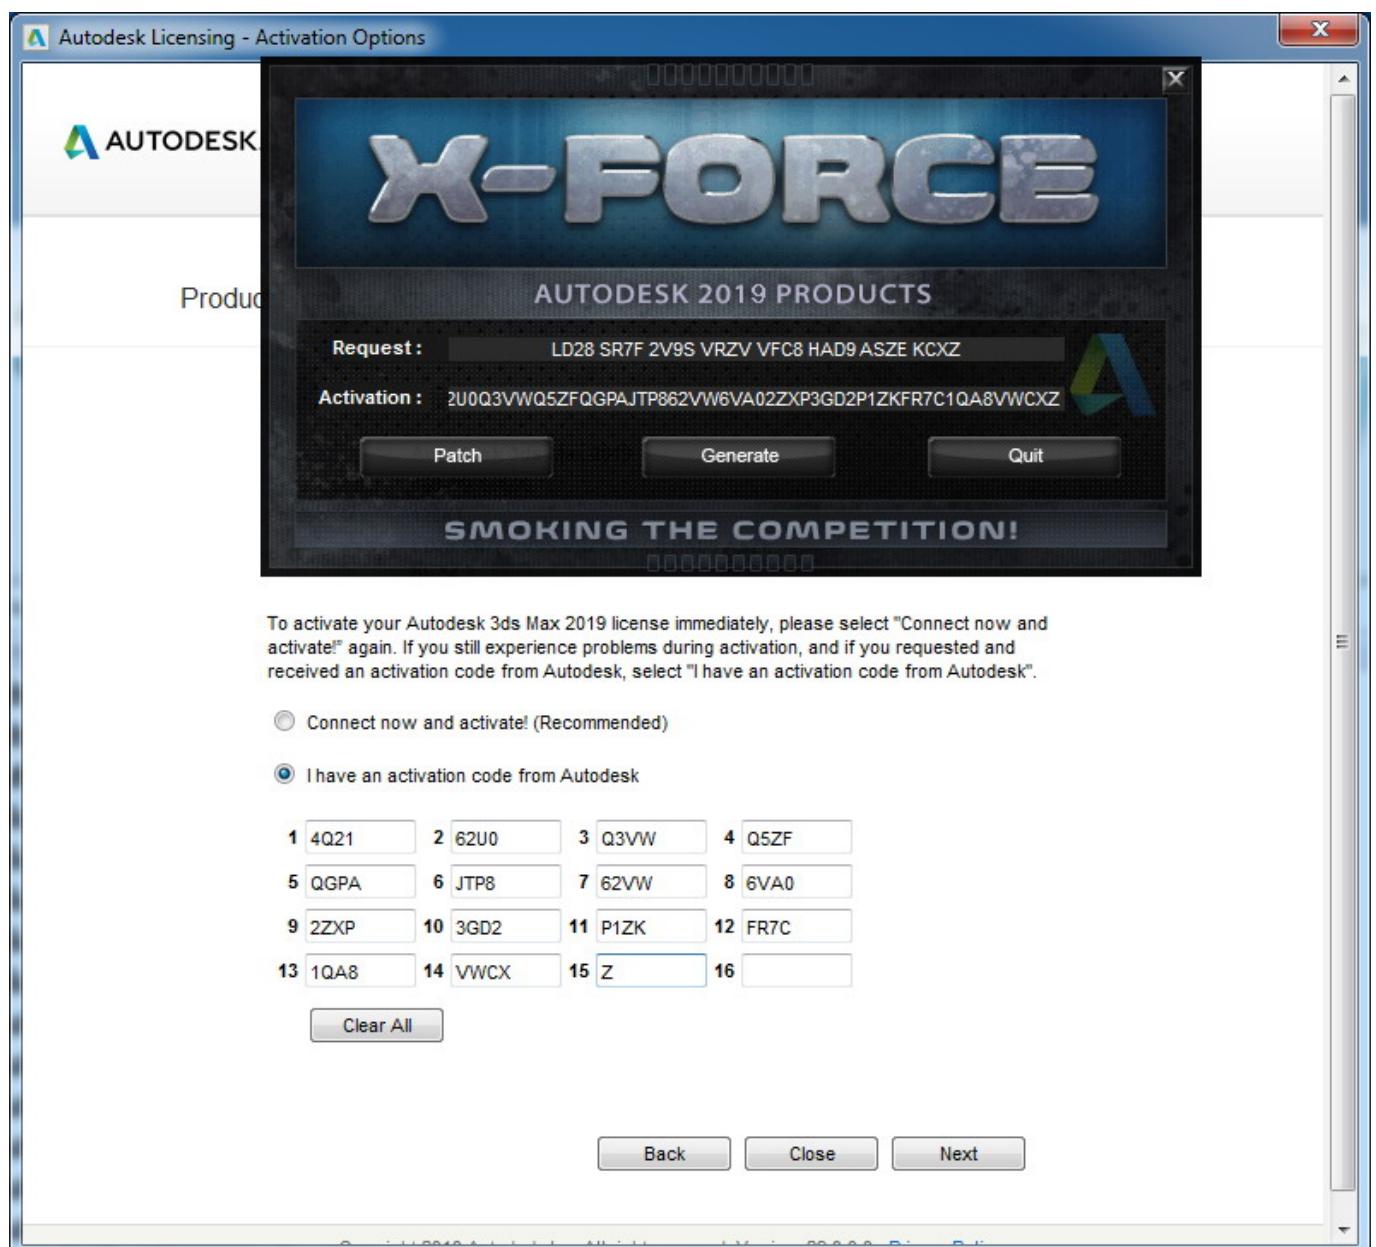 Autodesk Licensing - Activation Options
AUTODESK
X-FORCE
Produc
AUTODESK 2019 PRODUCTS
Request : LD28 SR7F 2V9S VRZV VFC8 HAD9 ASZE KCXZ
Activation : 2U0Q3VWQ5ZFQGPAJTP862VW6VA02ZXP3GD2P1ZKFR7C1QA8VWCXZ
Patch Generate Quit
SMOKING THE COMPETITION!
To activate your Autodesk 3ds Max 2019 license immediately, please select "Connect now and
activate!" again. If you still experience problems during activation, and if you requested and
received an activation code from Autodesk, select "I have an activation code from Autodesk".
Connect now and activate! (Recommended)
I have an activation code from Autodesk
1 4Q21 2 62U0 3 Q3VW 4 Q5ZF
5 QGPA 6 JTP8 7 62VW 8 6VA0
9 2ZXP 10 3GD2 11 P1ZK 12 FR7C
13 1QA8 14 VWCX 15 Z 16
Clear All
Back Close Next